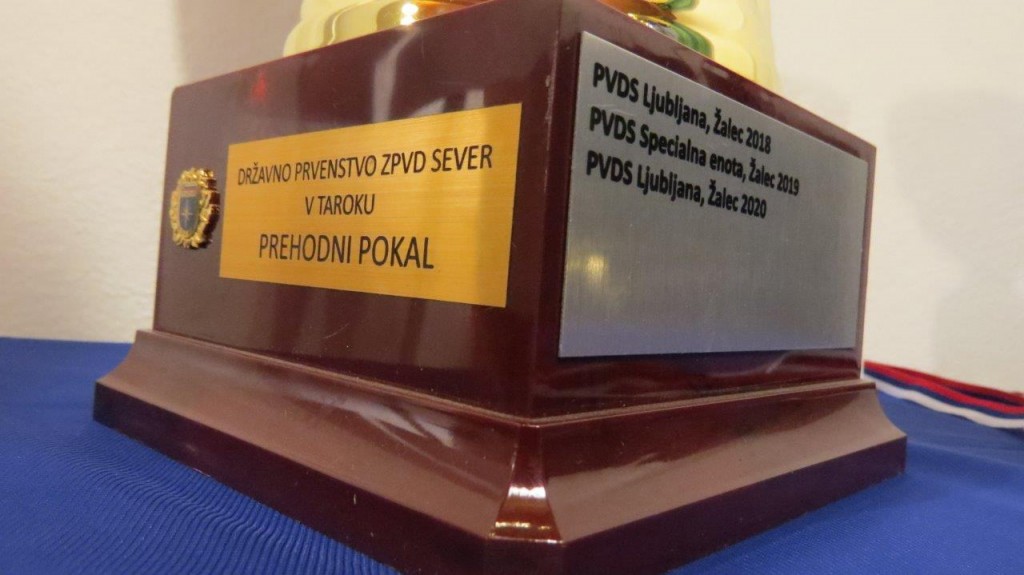 DRŽAVNO PRVENSTVO ZPVD SEVER
V TAROKU
PREHODNI POKAL
PVDS Ljubljana, Žalec 2018
PVDS Specialna enota, Žalec 2019
PVDS Ljubljana, Žalec 2020